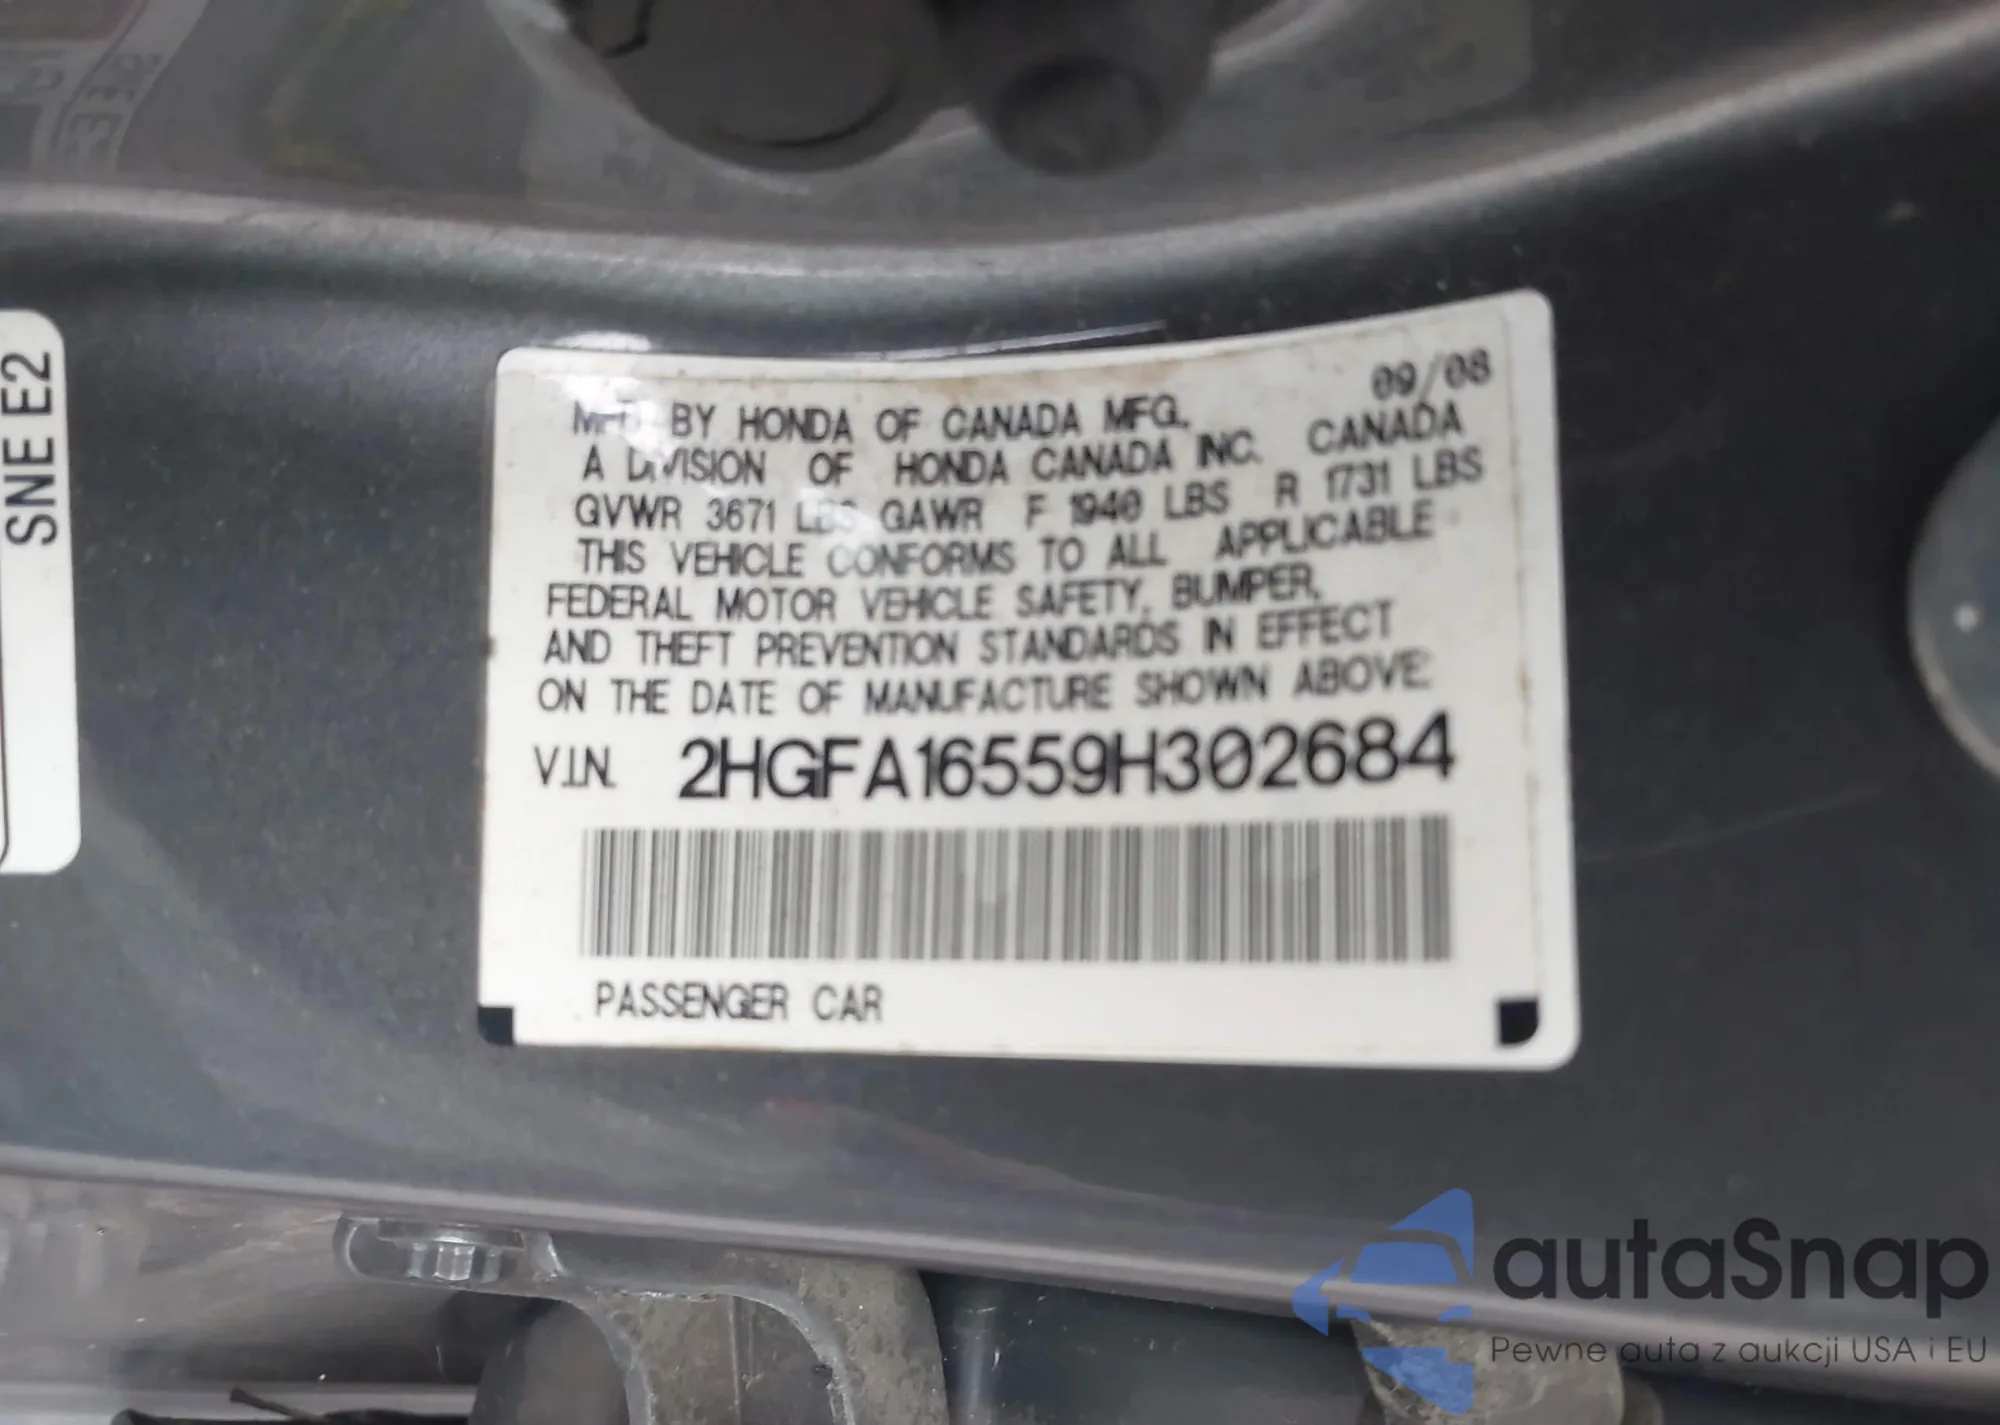 SNE E2
09/08
MFD BY HONDA OF CANADA MFG.
A DIVISION OF HONDA CANADA INC. CANADA
GVWR 3671 LBS GAWR F 1940 LBS R 1731 LBS
THIS VEHICLE CONFORMS TO ALL APPLICABLE
FEDERAL MOTOR VEHICLE SAFETY, BUMPER,
AND THEFT PREVENTION STANDARDS IN EFFECT
ON THE DATE OF MANUFACTURE SHOWN ABOVE.
V.I.N. 2HGFA16559H302684
PASSENGER CAR
autaSnap
Pewne auta z aukcji USA i EU